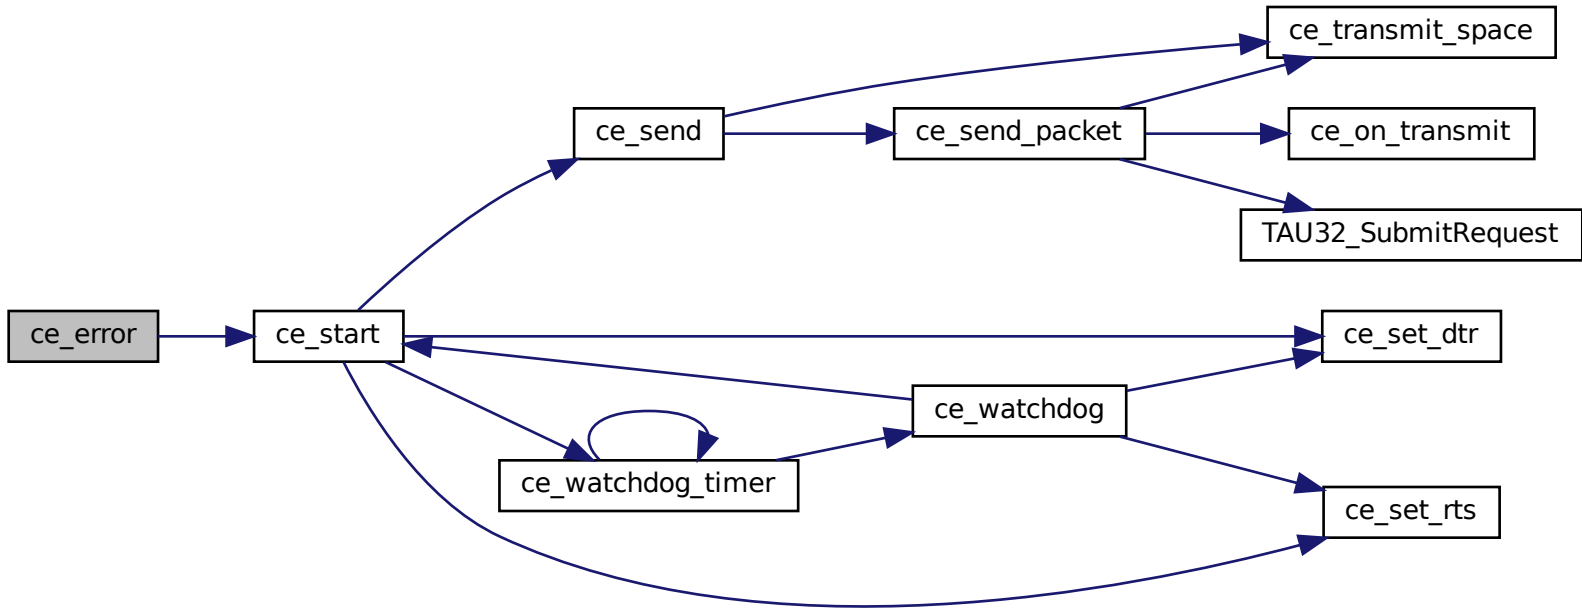 ce_transmit_space
ce_send
ce_send_packet
ce_on_transmit
TAU32_SubmitRequest
ce_error
ce_start
ce_set_dtr
ce_watchdog
ce_watchdog_timer
ce_set_rts